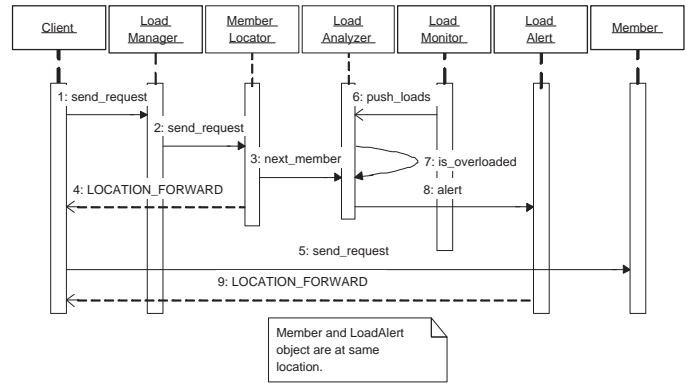 Client
Load
Manager
Member
Locator
Load
Analyzer
Load
Monitor
Load
Alert
Member
1: send_request
6: push_loads
2: send_request
3: next_member
7: is_overloaded
4: LOCATION_FORWARD
8: alert
5: send_request
9: LOCATION_FORWARD
Member and LoadAlert
object are at same
location.